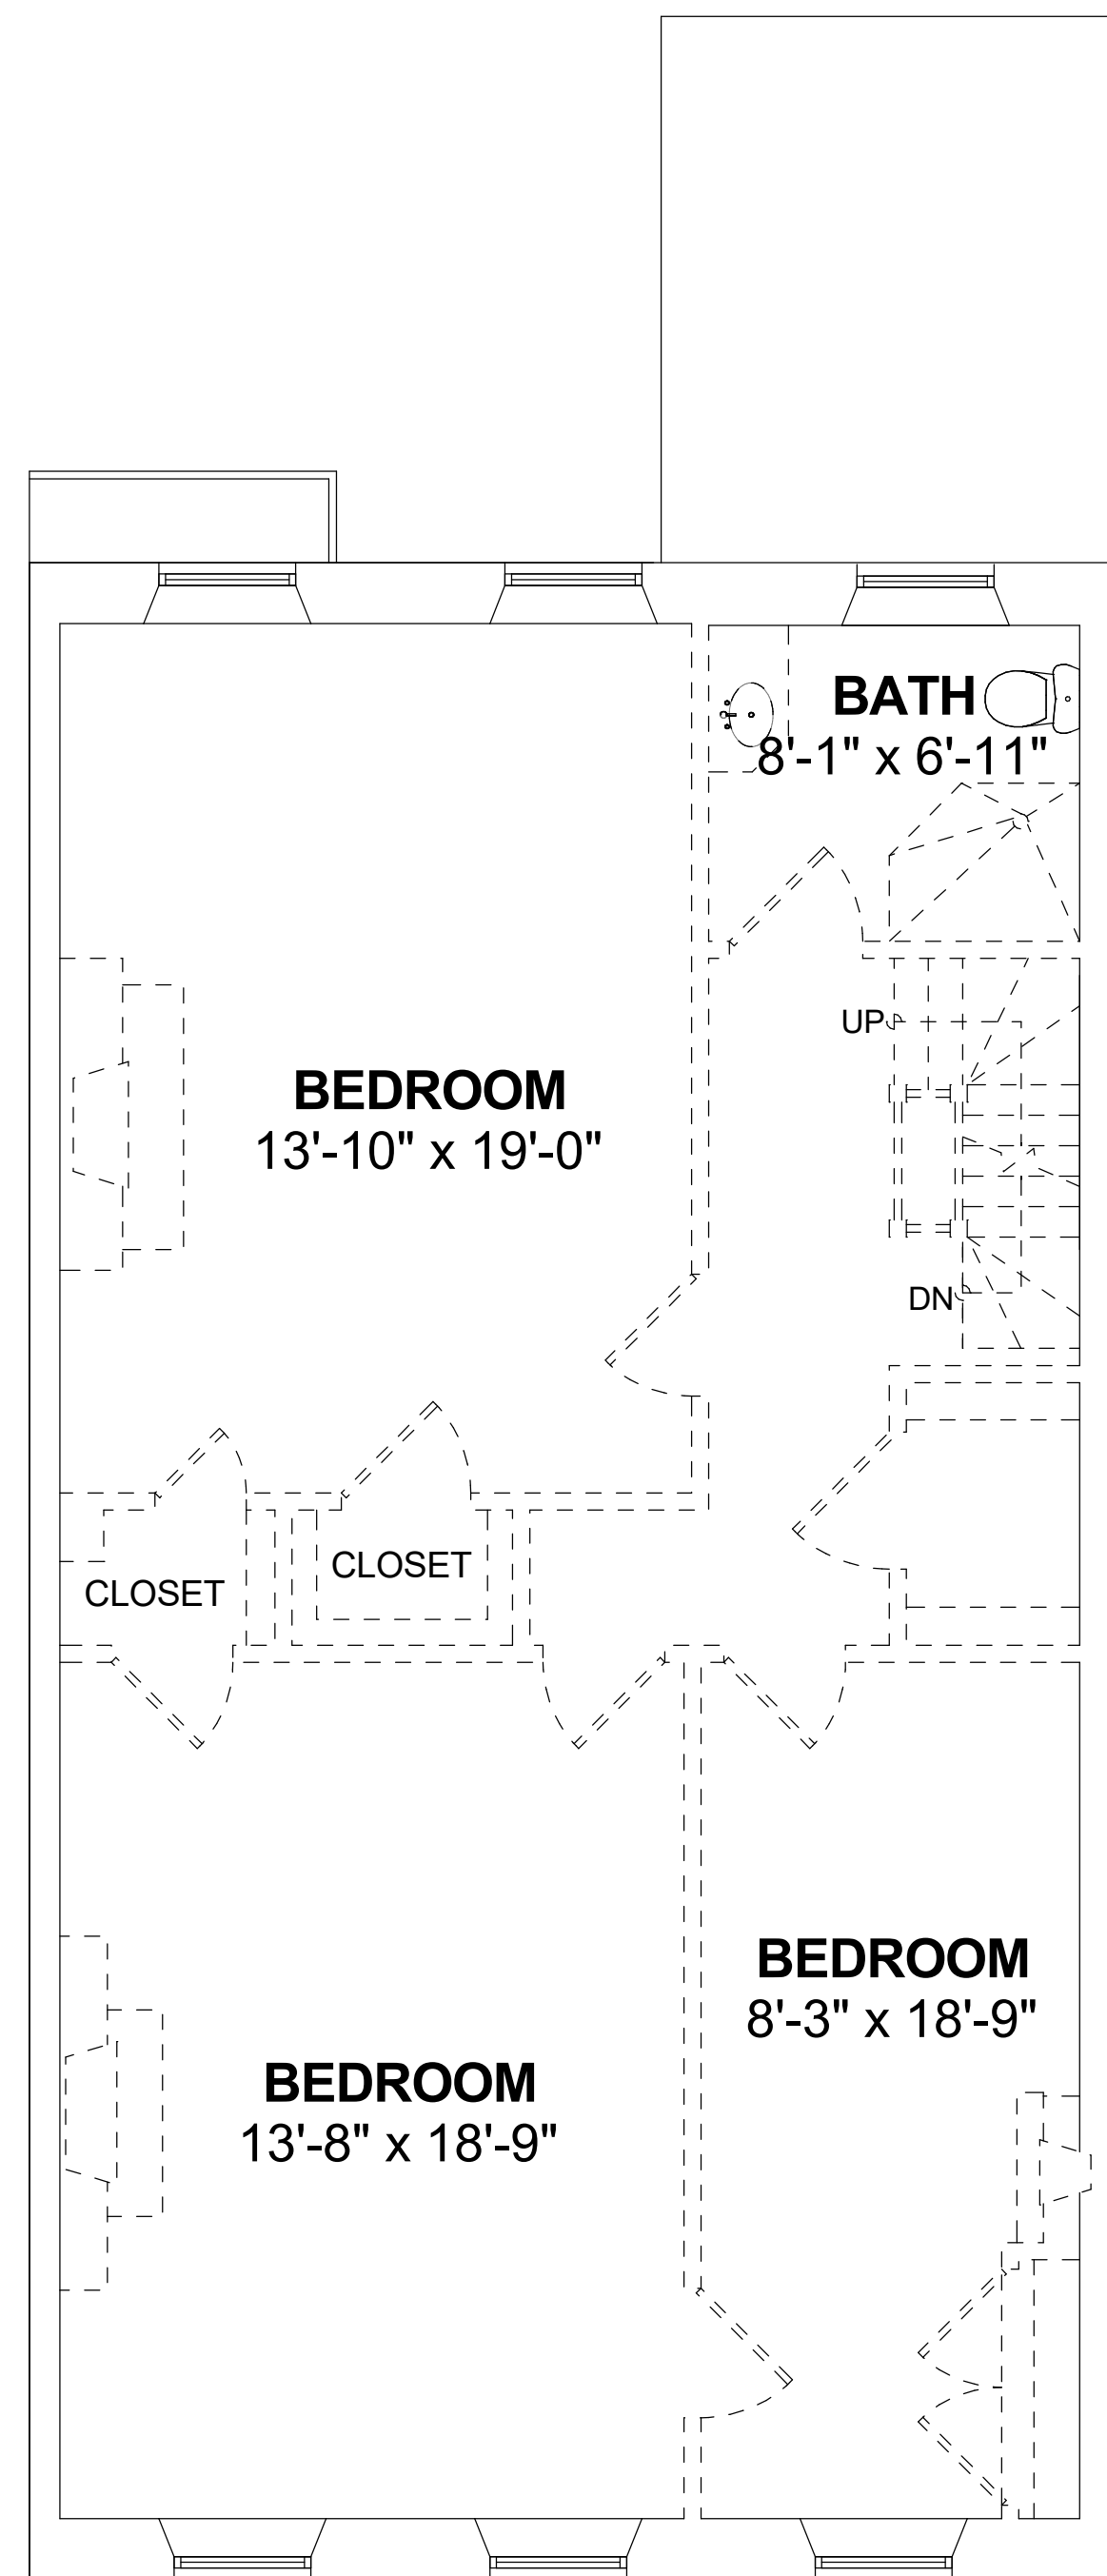 BATH
8'-1" x 6'-11"
UP
BEDROOM
13'-10" x 19'-0"
DN
CLOSET
CLOSET
BEDROOM
8'-3" x 18'-9"
BEDROOM
13'-8" x 18'-9"